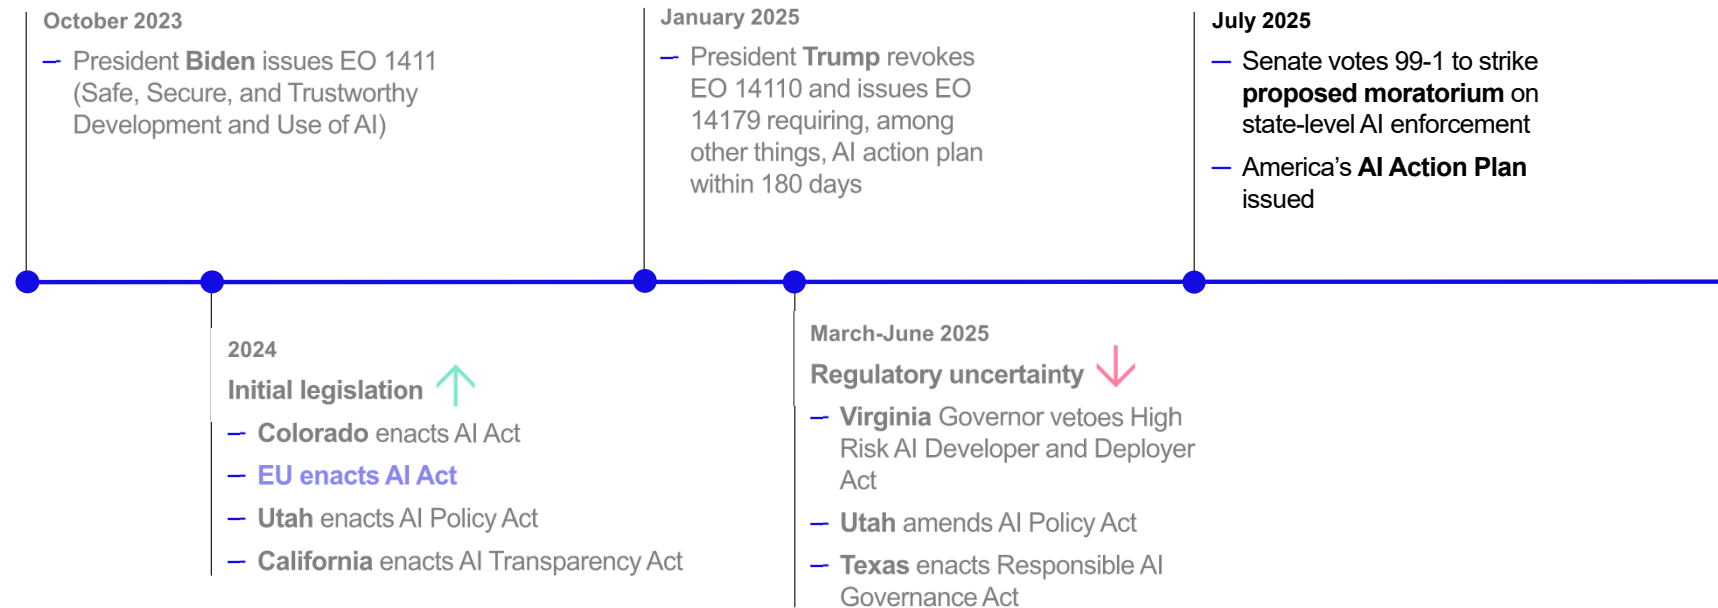 October 2023
– President Biden issues EO 1411
(Safe, Secure, and Trustworthy
Development and Use of AI)
2024
Initial legislation
– Colorado enacts AI Act
– EU enacts AI Act
– Utah enacts AI Policy Act
– California enacts AI Transparency Act
January 2025
– President Trump revokes
EO 14110 and issues EO
14179 requiring, among
other things, AI action plan
within 180 days
March-June 2025
Regulatory uncertainty
– Virginia Governor vetoes High
Risk AI Developer and Deployer
Act
– Utah amends AI Policy Act
– Texas enacts Responsible AI
Governance Act
July 2025
– Senate votes 99-1 to strike
proposed moratorium on
state-level AI enforcement
– America’s AI Action Plan
issued